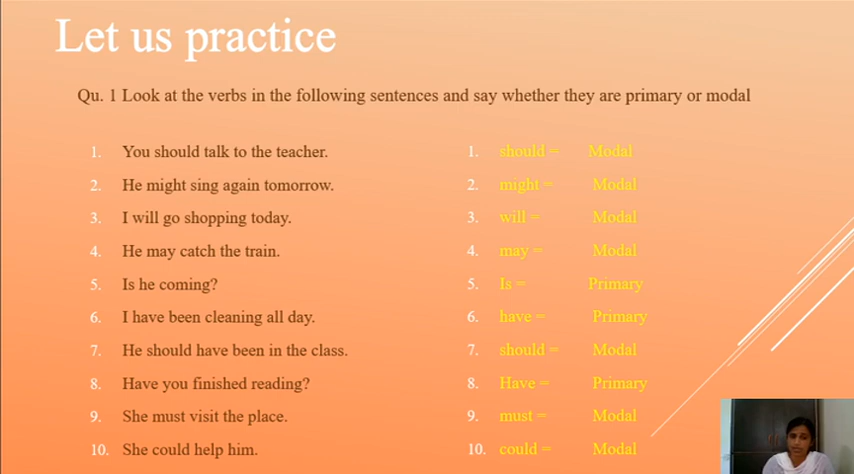 Let us practice
Qu. 1 Look at the verbs in the following sentences and say whether they are primary or modal
1. You should talk to the teacher.
2. He might sing again tomorrow.
3. I will go shopping today.
4. He may catch the train.
5. Is he coming?
6. I have been cleaning all day.
7. He should have been in the class.
8. Have you finished reading?
9. She must visit the place.
10. She could help him.
1. should = Modal
2. might = Modal
3. will = Modal
4. may = Modal
5. Is = Primary
6. have = Primary
7. should = Modal
8. Have = Primary
9. must = Modal
10. could = Modal